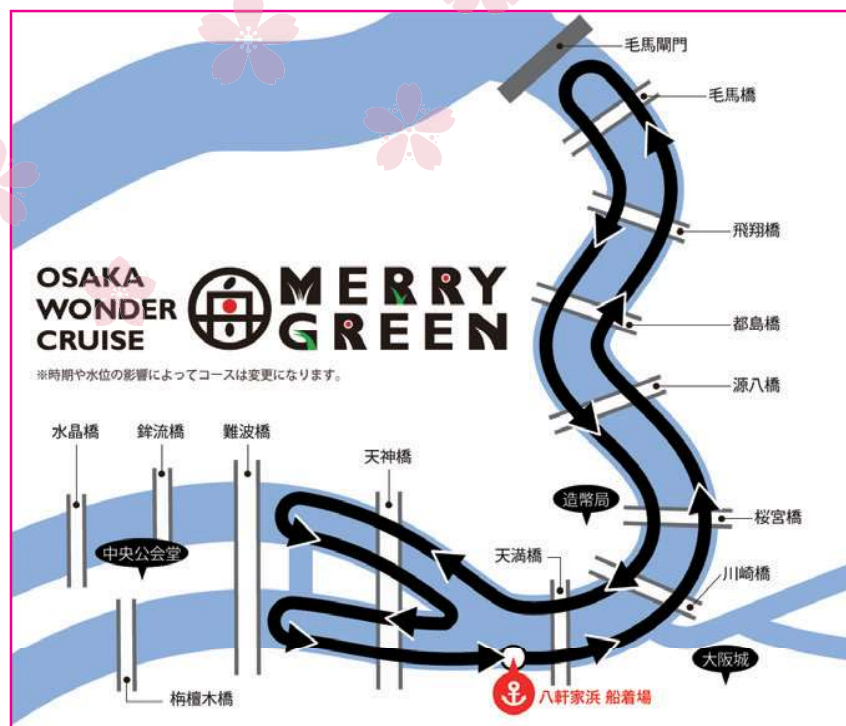 毛馬閘門
毛馬橋
飛翔橋
都島橋
源八橋
桜宮橋
川崎橋
大阪城
造幣局
OSAKA
WONDER
CRUISE
MERRY
GREEN
※時期や水位の影響によってコースは変更になります。
水晶橋
鉾流橋
難波橋
天神橋
天満橋
中央公会堂
栴檀木橋
八軒家浜 船着場